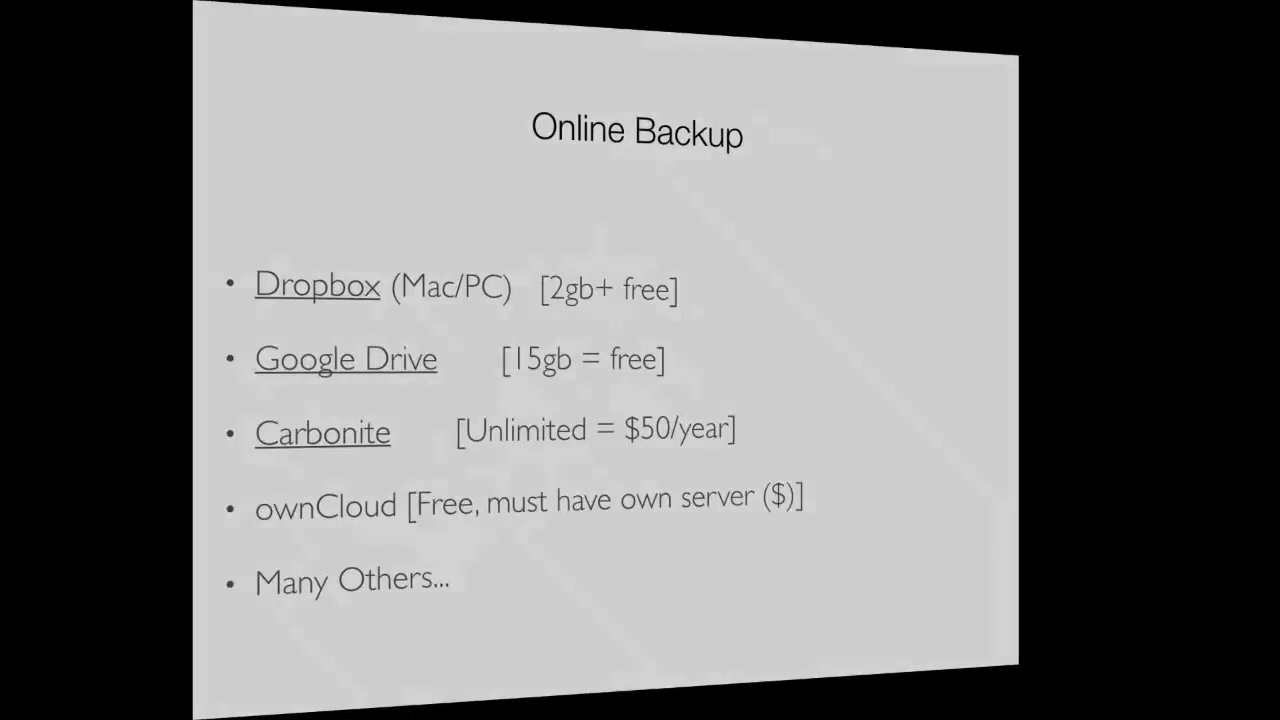 Online Backup
• Dropbox (Mac/PC) [2gb+ free]
• Google Drive [15gb = free]
• Carbonite [Unlimited = $50/year]
• ownCloud [Free, must have own server ($)]
• Many Others...